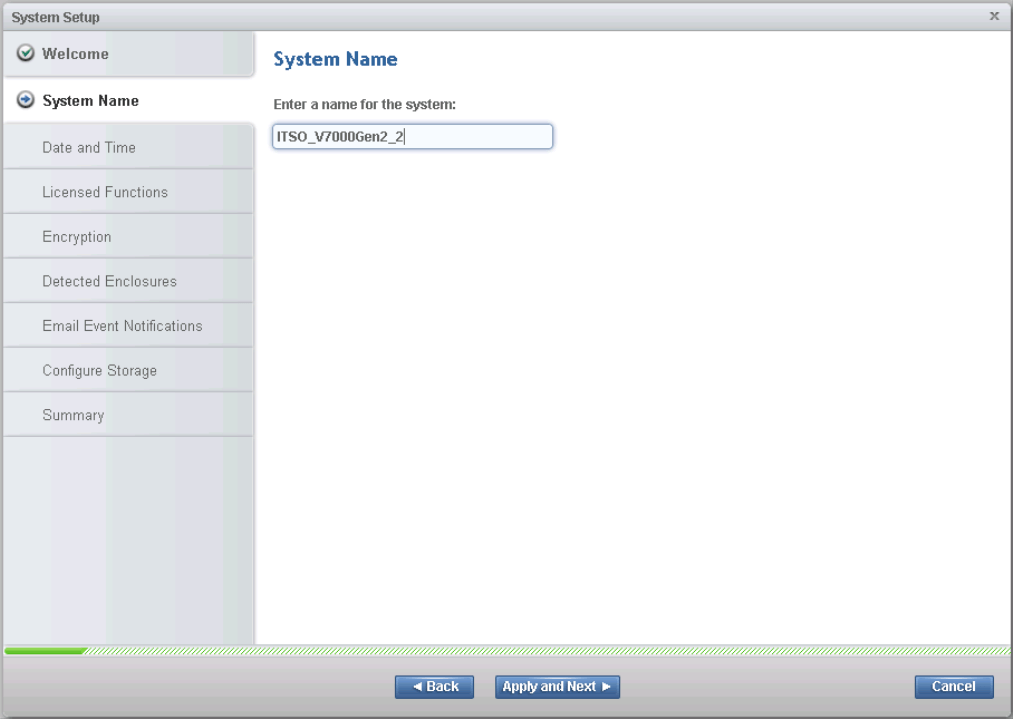 System Setup
x
Welcome
System Name
Date and Time
Licensed Functions
Encryption
Detected Enclosures
Email Event Notifications
Configure Storage
Summary
System Name
Enter a name for the system:
ITSO_V7000Gen2_2
Back
Apply and Next
Cancel